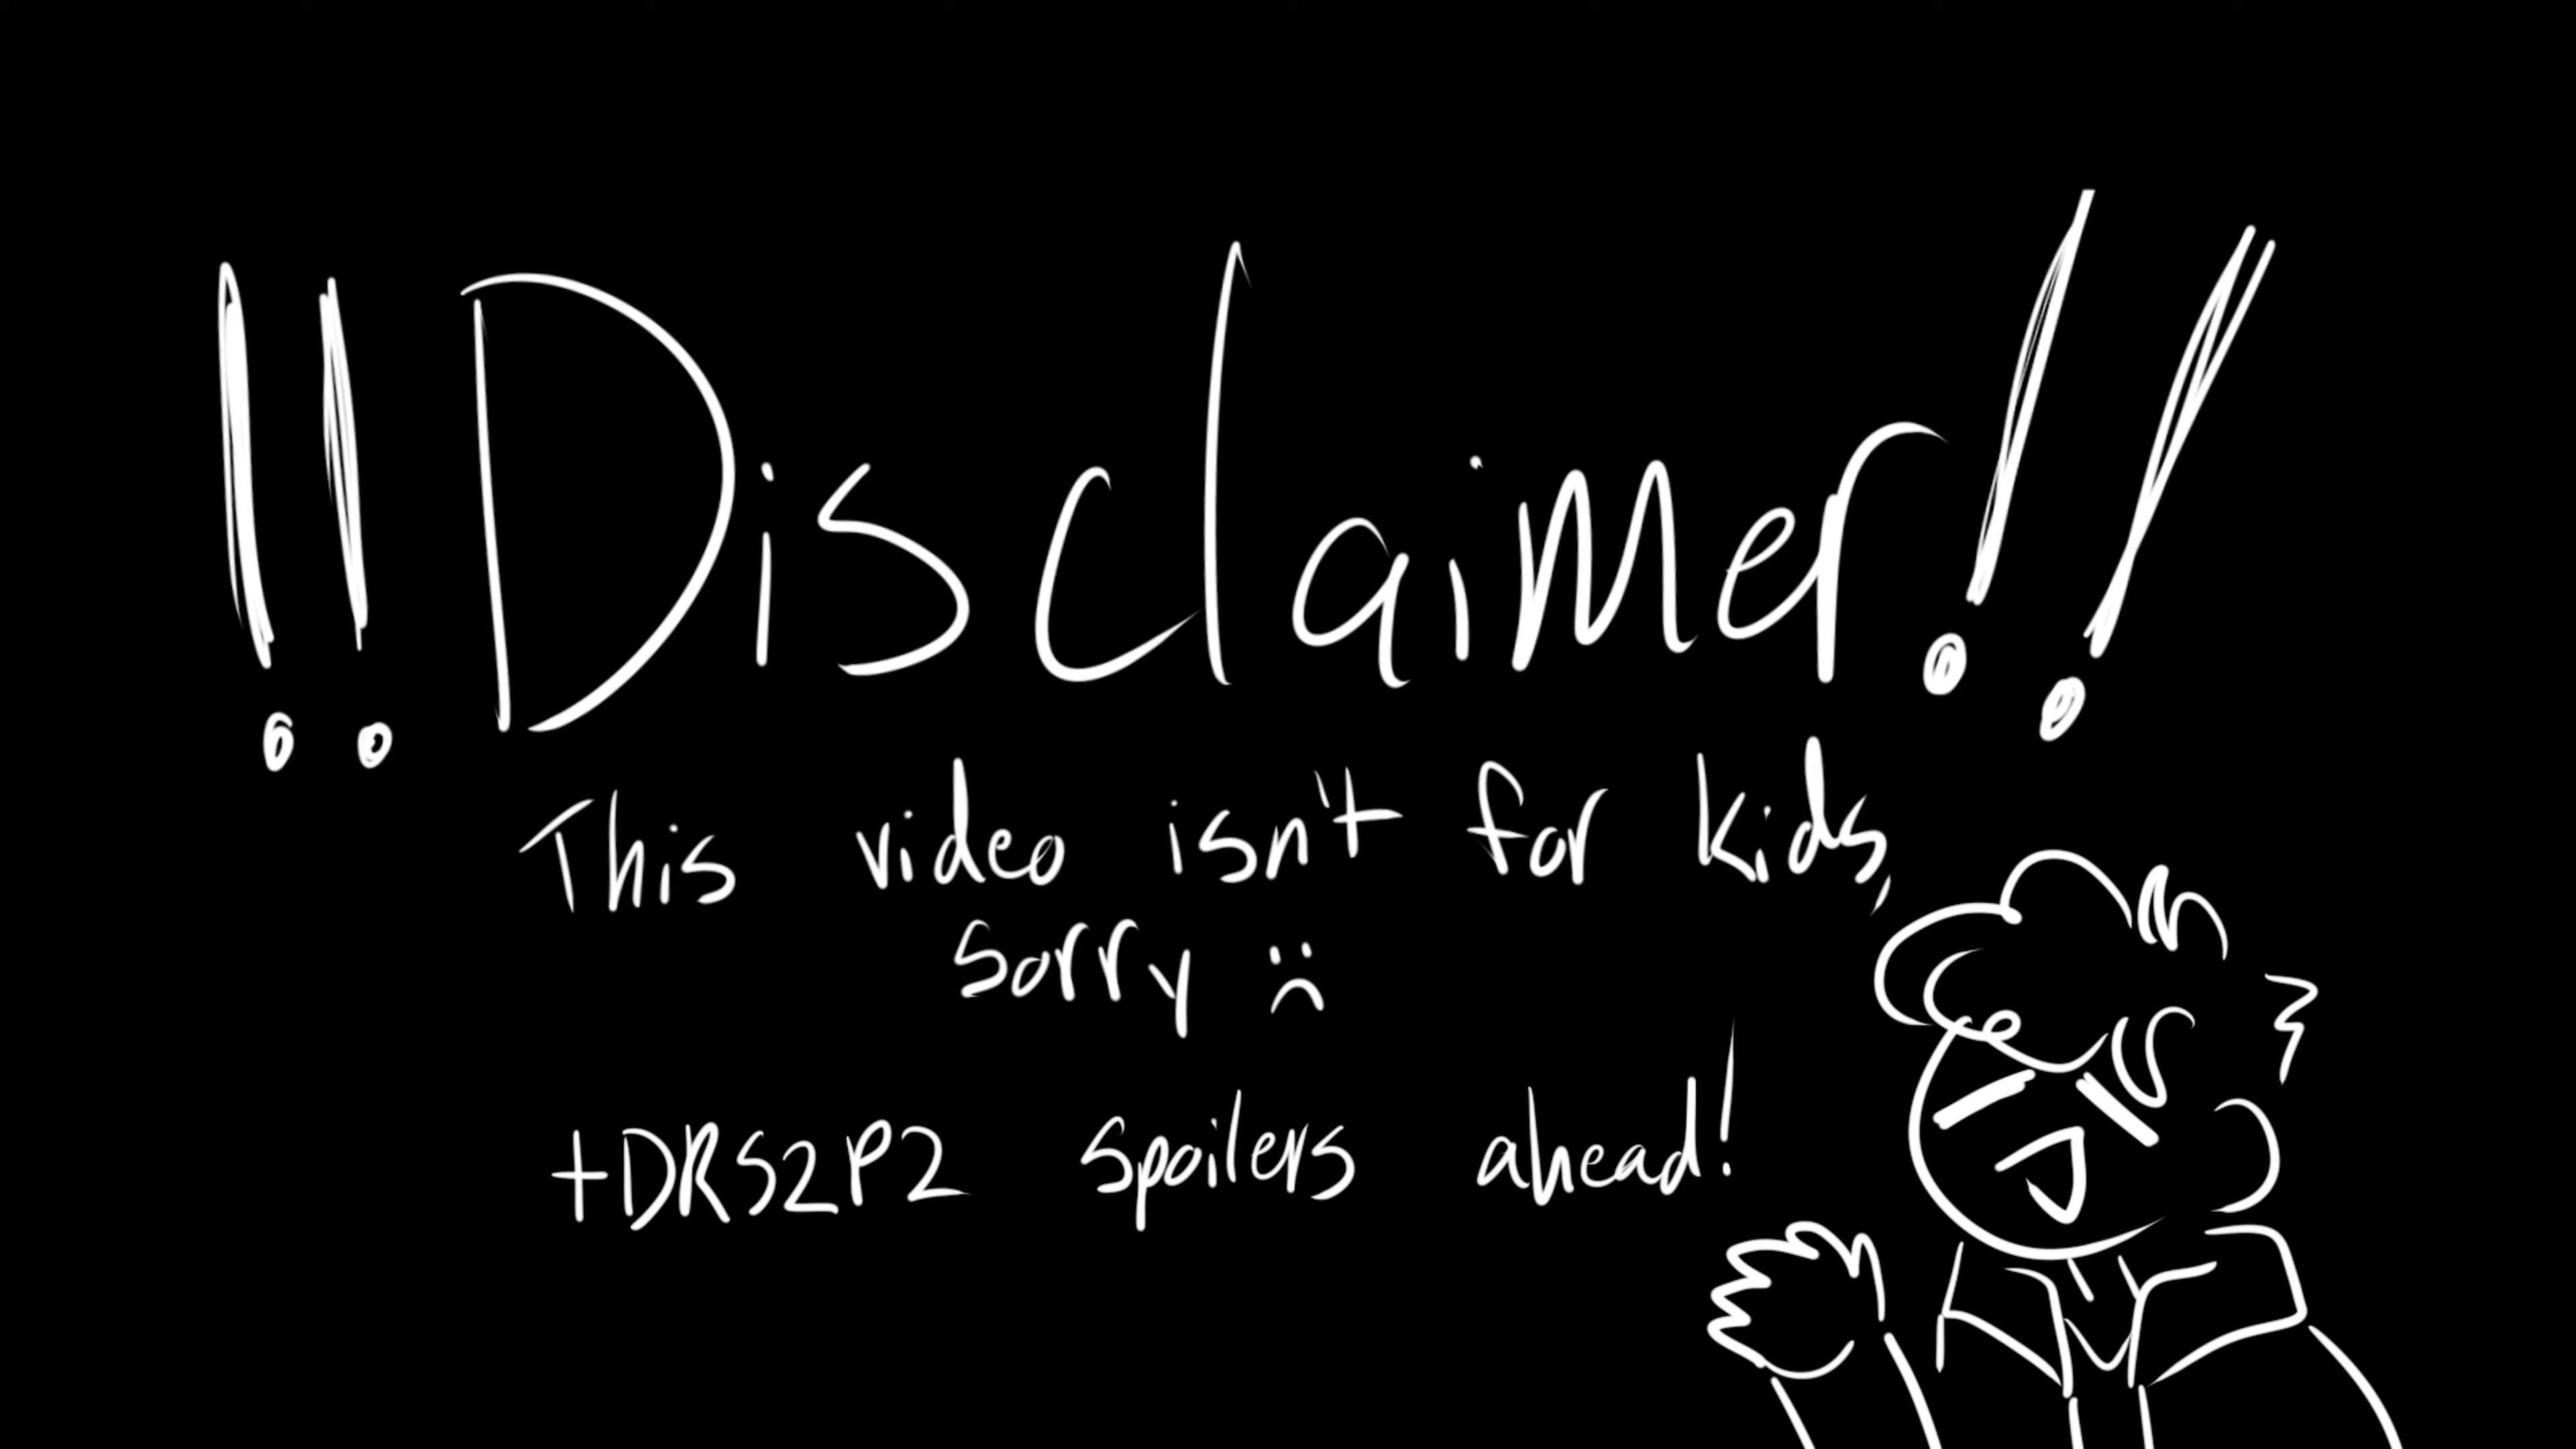 !!Disclaimer!!
This video isn't for kids,
sorry :(
+DRS2P2 spoilers ahead!